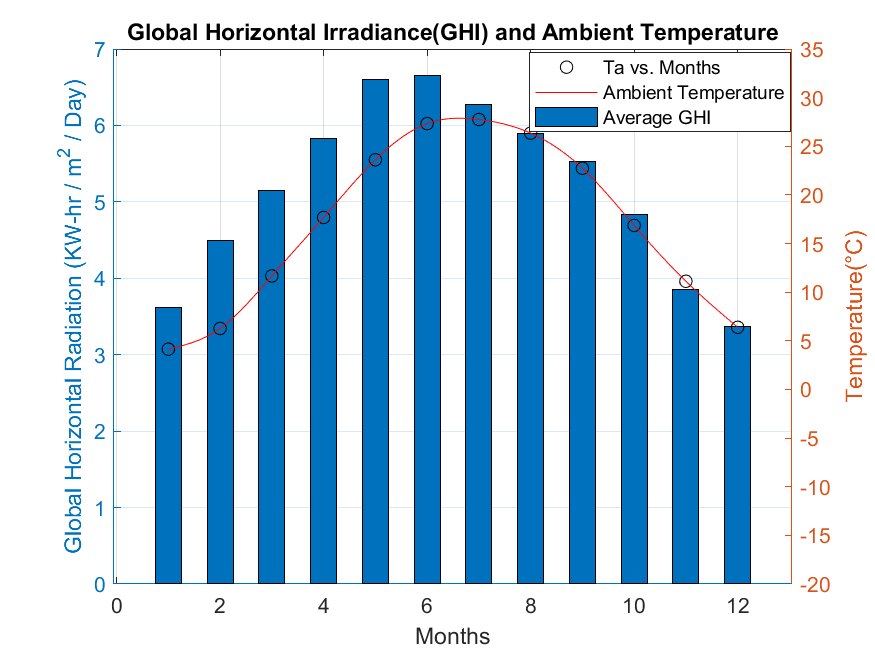 Global Horizontal Irradiance(GHI) and Ambient Temperature
Ta vs. Months
Ambient Temperature
Average GHI
Global Horizontal Radiation (KW-hr / m² / Day)
7
6
5
4
3
2
1
0
35
30
25
20
15
10
5
0
-5
-10
-15
-20
Temperature(°C)
0 2 4 6 8 10 12
Months